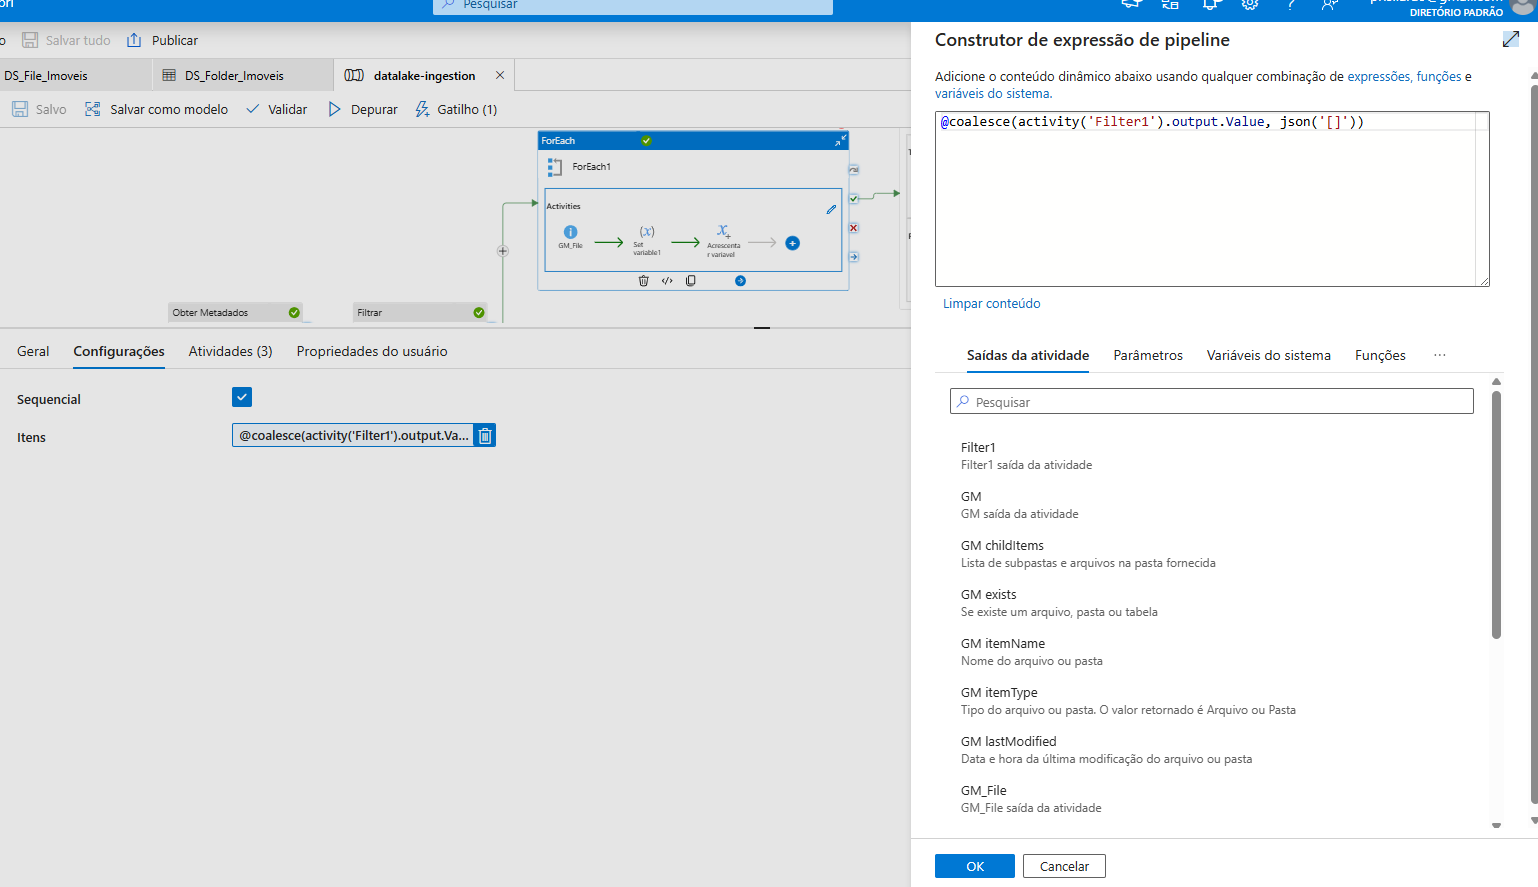 Pesquisar
DIRETÓRIO PADRÃO
Salvar tudo
Publicar
DS_File_Imoveis
DS_Folder_Imoveis
datalake-ingestion
Salvo
Salvar como modelo
Validar
Depurar
Gatilho (1)
ForEach
ForEach1
Activities
GM_File
Set
variable1
Acrescenta
r variavel
Obter Metadados
Filtrar
Geral
Configurações
Atividades (3)
Propriedades do usuário
Sequencial
Itens
@coalesce(activity('Filter1').output.Va...
Construtor de expressão de pipeline
Adicione o conteúdo dinâmico abaixo usando qualquer combinação de expressões, funções e
variáveis do sistema.
@coalesce(activity('Filter1').output.Value, json('[]'))
Limpar conteúdo
Saídas da atividade
Parâmetros
Variáveis do sistema
Funções
...
Pesquisar
Filter1
Filter1 saída da atividade
GM
GM saída da atividade
GM childItems
Lista de subpastas e arquivos na pasta fornecida
GM exists
Se existe um arquivo, pasta ou tabela
GM itemName
Nome do arquivo ou pasta
GM itemType
Tipo do arquivo ou pasta. O valor retornado é Arquivo ou Pasta
GM lastModified
Data e hora da última modificação do arquivo ou pasta
GM_File
GM_File saída da atividade
OK
Cancelar